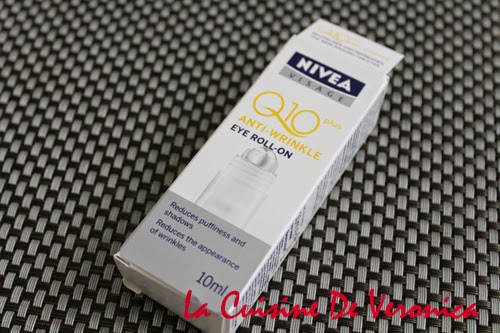 NIVEA
VISAGE
Q10 plus
ANTI-WRINKLE
EYE ROLL-ON
Reduces puffiness and
shadows
Reduces the appearance
of wrinkles
10ml
La Cuisine De Veronica